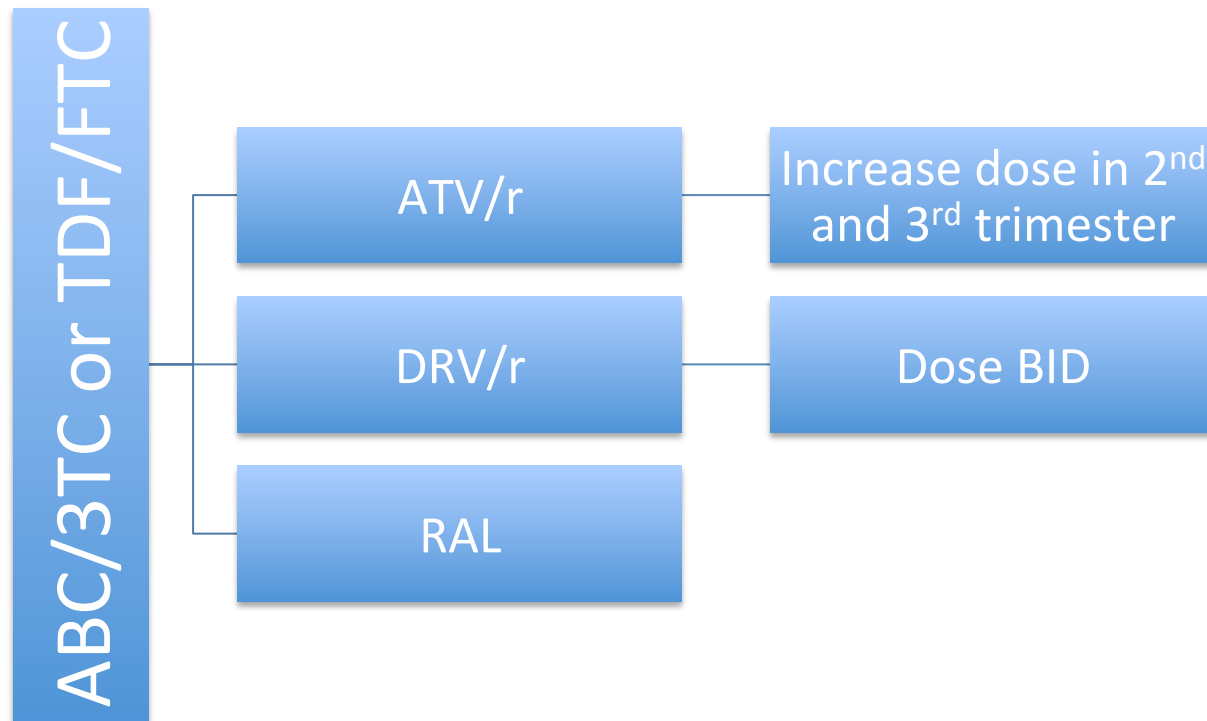 ABC/3TC or TDF/FTC
ATV/r
Increase dose in 2nd
and 3rd trimester
DRV/r
Dose BID
RAL